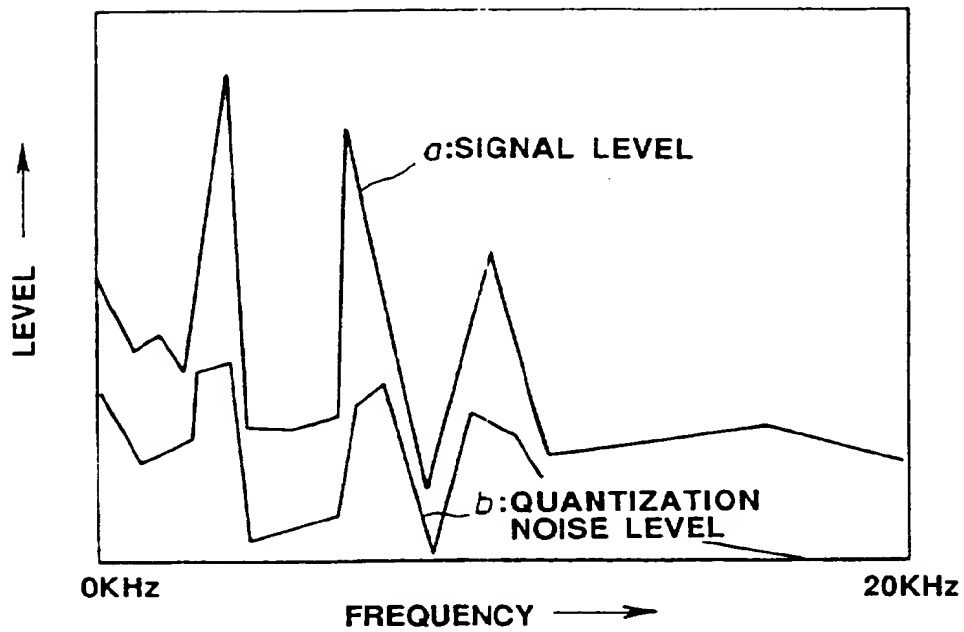 a:SIGNAL LEVEL
LEVEL
b:QUANTIZATION
NOISE LEVEL
0KHz
20KHz
FREQUENCY